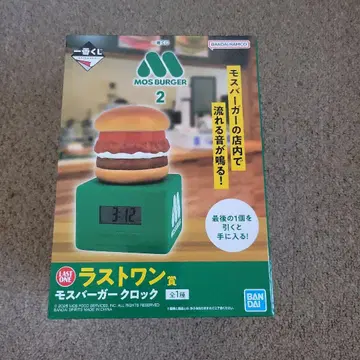 一番くじ
BANDAI NAMCO
MOS BURGER
2
モスバーガーの店内で
流れる音が鳴る!
3:12
MOS BURGER
最後の1個を
引くと
手に入る!
LAST ONE
ラストワン賞
モスバーガー クロック
全1種
BANDAI